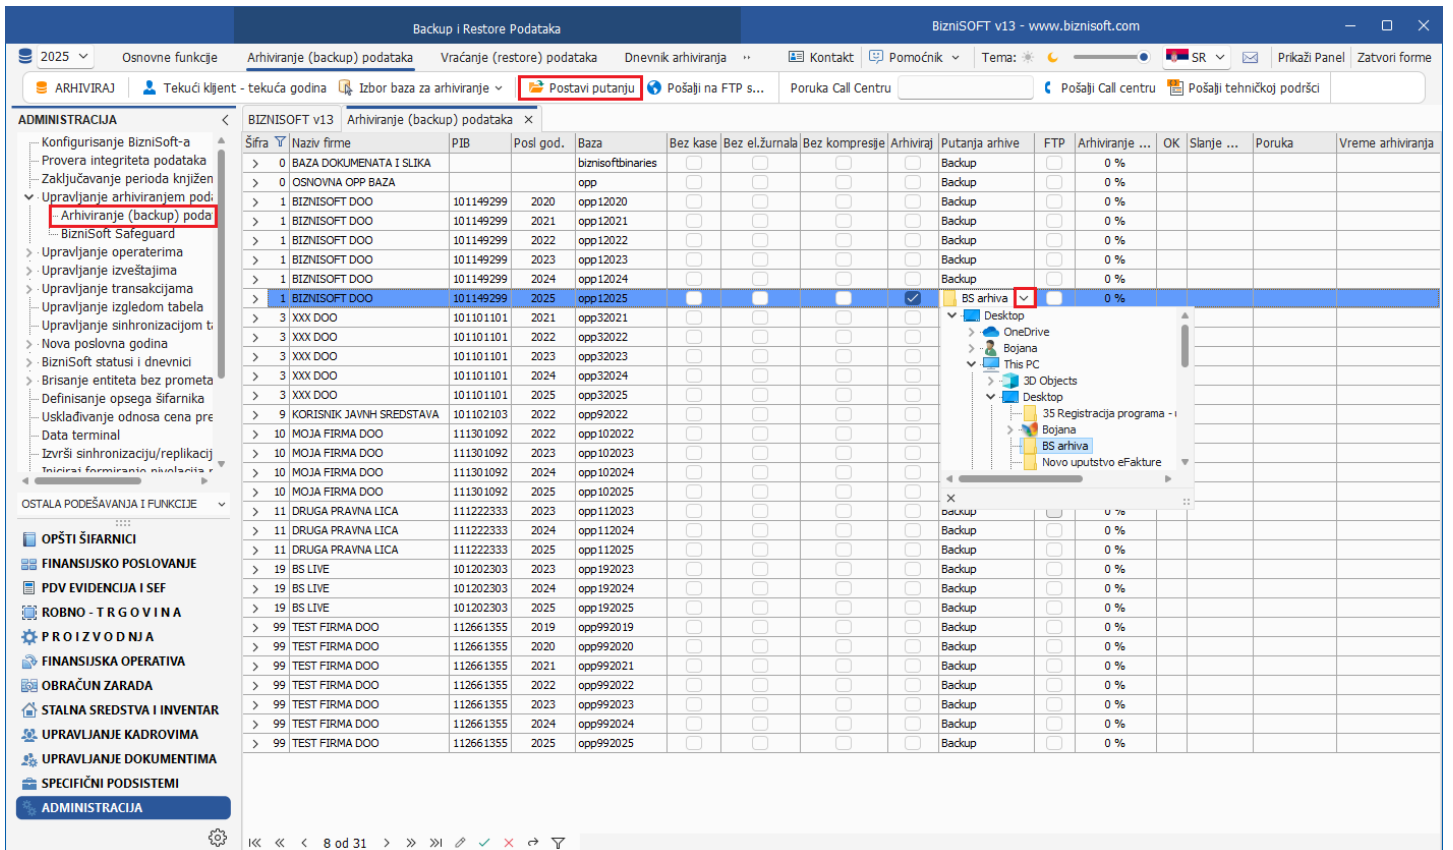 Backup i Restore Podataka
BizniSOFT v13 - www.biznisoft.com
2025 Osnovne funkcije Arhiviranje (backup) podataka Vraćanje (restore) podataka Dnevnik arhiviranja Kontakt Pomoćnik Tema: SR Prikaži Panel Zatvori forme
ARHIVIRAJ Tekući klijent - tekuća godina Izbor baza za arhiviranje Postavi putanju Pošalji na FTP s... Poruka Call Centru Pošalji Call centru Pošalji tehničkoj podršci
ADMINISTRACIJA
Konfigurisanje BizniSoft-a
Provera integriteta podataka
Zaključavanje perioda knjižen
Upravljanje arhiviranjem pod
Arhiviranje (backup) poda
BizniSoft Safeguard
Upravljanje operaterima
Upravljanje izveštajima
Upravljanje transakcijama
Upravljanje izgledom tabela
Upravljanje sinhronizacijom t
Nova poslovna godina
BizniSoft statusi i dnevnici
Brisanje entiteta bez prometa
Definisanje opsega šifarnika
Usklađivanje odnosa cena pre
Data terminal
Izvrši sinhronizaciju/replikacij
Iniciraj formiranje nivelacija
OSTALA PODEŠAVANJA I FUNKCIJE
OPŠTI ŠIFARNICI
FINANSIJSKO POSLOVANJE
PDV EVIDENCIJA I SEF
ROBNO - T R G O V I N A
P R O I Z V O D NJ A
FINANSIJSKA OPERATIVA
OBRAČUN ZARADA
STALNA SREDSTVA I INVENTAR
UPRAVLJANJE KADROVIMA
UPRAVLJANJE DOKUMENTIMA
SPECIFIČNI PODSISTEMI
ADMINISTRACIJA
BIZNISOFT v13 Arhiviranje (backup) podataka
Šifra Naziv firme PIB Posl god. Baza Bez kase Bez el.žurnala Bez kompresije Arhiviraj Putanja arhive FTP Arhiviranje ... OK Slanje ... Poruka Vreme arhiviranja
0 BAZA DOKUMENATA I SLIKA biznisoftbinaries Backup 0 %
0 OSNOVNA OPP BAZA opp Backup 0 %
1 BIZNISOFT DOO 101149299 2020 opp12020 Backup 0 %
1 BIZNISOFT DOO 101149299 2021 opp12021 Backup 0 %
1 BIZNISOFT DOO 101149299 2022 opp12022 Backup 0 %
1 BIZNISOFT DOO 101149299 2023 opp12023 Backup 0 %
1 BIZNISOFT DOO 101149299 2024 opp12024 Backup 0 %
1 BIZNISOFT DOO 101149299 2025 opp12025 BS arhiva 0 %
3 XXX DOO 101101101 2021 opp32021
3 XXX DOO 101101101 2022 opp32022
3 XXX DOO 101101101 2023 opp32023
3 XXX DOO 101101101 2024 opp32024
3 XXX DOO 101101101 2025 opp32025
9 KORISNIK JAVNH SREDSTAVA 101102103 2022 opp92022
10 MOJA FIRMA DOO 111301092 2022 opp102022
10 MOJA FIRMA DOO 111301092 2023 opp102023
10 MOJA FIRMA DOO 111301092 2024 opp102024
10 MOJA FIRMA DOO 111301092 2025 opp102025
11 DRUGA PRAVNA LICA 111222333 2023 opp112023 Backup 0 %
11 DRUGA PRAVNA LICA 111222333 2024 opp112024 Backup 0 %
11 DRUGA PRAVNA LICA 111222333 2025 opp112025 Backup 0 %
19 BS LIVE 101202303 2023 opp192023 Backup 0 %
19 BS LIVE 101202303 2024 opp192024 Backup 0 %
19 BS LIVE 101202303 2025 opp192025 Backup 0 %
99 TEST FIRMA DOO 112661355 2019 opp992019 Backup 0 %
99 TEST FIRMA DOO 112661355 2020 opp992020 Backup 0 %
99 TEST FIRMA DOO 112661355 2021 opp992021 Backup 0 %
99 TEST FIRMA DOO 112661355 2022 opp992022 Backup 0 %
99 TEST FIRMA DOO 112661355 2023 opp992023 Backup 0 %
99 TEST FIRMA DOO 112661355 2024 opp992024 Backup 0 %
99 TEST FIRMA DOO 112661355 2025 opp992025 Backup 0 %
Desktop
OneDrive
Bojana
This PC
3D Objects
Desktop
35 Registracija programa -
Bojana
BS arhiva
Novo uputstvo eFakture
8 od 31